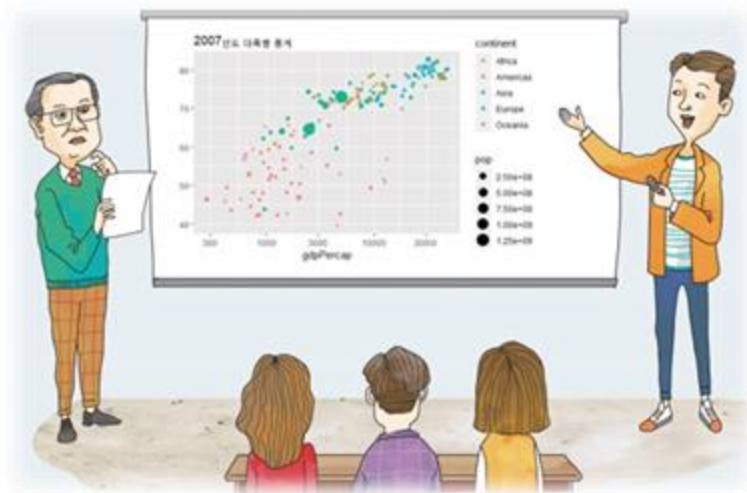 2007년도 대륙별 통계
80
70
60
50
40
300
1000
3000
10000
30000
gdpPercap
continent
Africa
Americas
Asia
Europe
Oceania
pop
2.50e+08
5.00e+08
7.50e+08
1.00e+09
1.25e+09